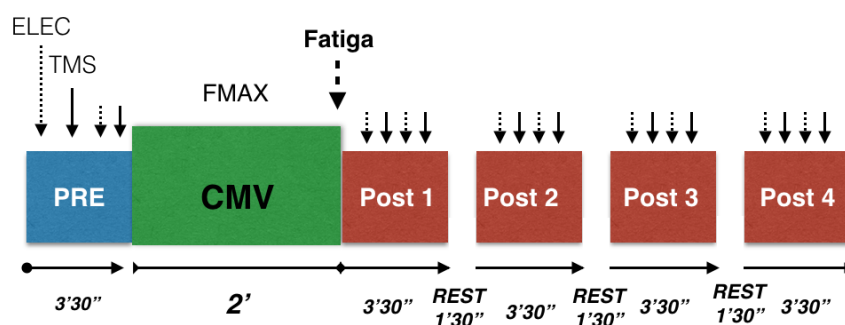 ELEC
TMS
Fatiga
FMAX
PRE
CMV
Post 1
Post 2
Post 3
Post 4
3’30”
2’
3’30”
REST
1’30”
3’30”
REST
1’30”
3’30”
REST
1’30”
3’30”